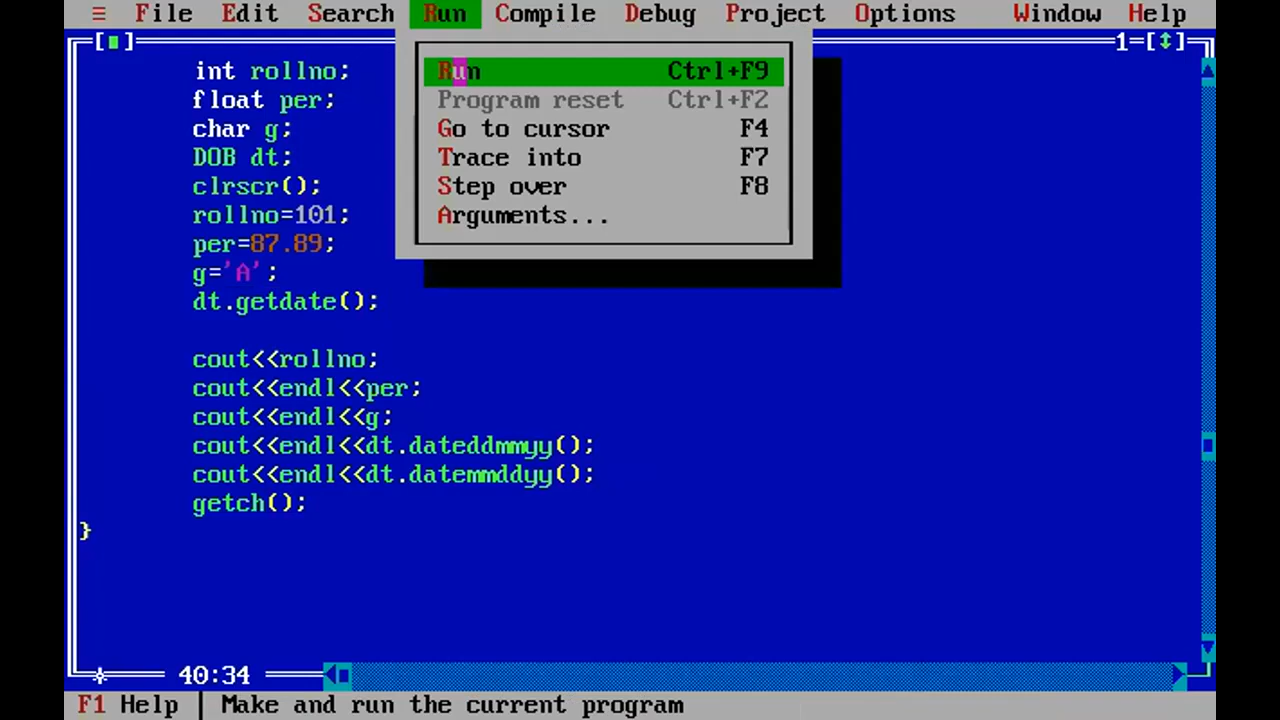 ≡ File Edit Search Run Compile Debug Project Options Window Help
[■] 1=[↕]
Run Ctrl+F9
Program reset Ctrl+F2
Go to cursor F4
Trace into F7
Step over F8
Arguments...
int rollno;
float per;
char g;
DOB dt;
clrscr();
rollno=101;
per=87.89;
g='A';
dt.getdate();
cout<<rollno;
cout<<endl<<per;
cout<<endl<<g;
cout<<endl<<dt.dateddmmyy();
cout<<endl<<dt.datemmddyy();
getch();
}
40:34
F1 Help | Make and run the current program